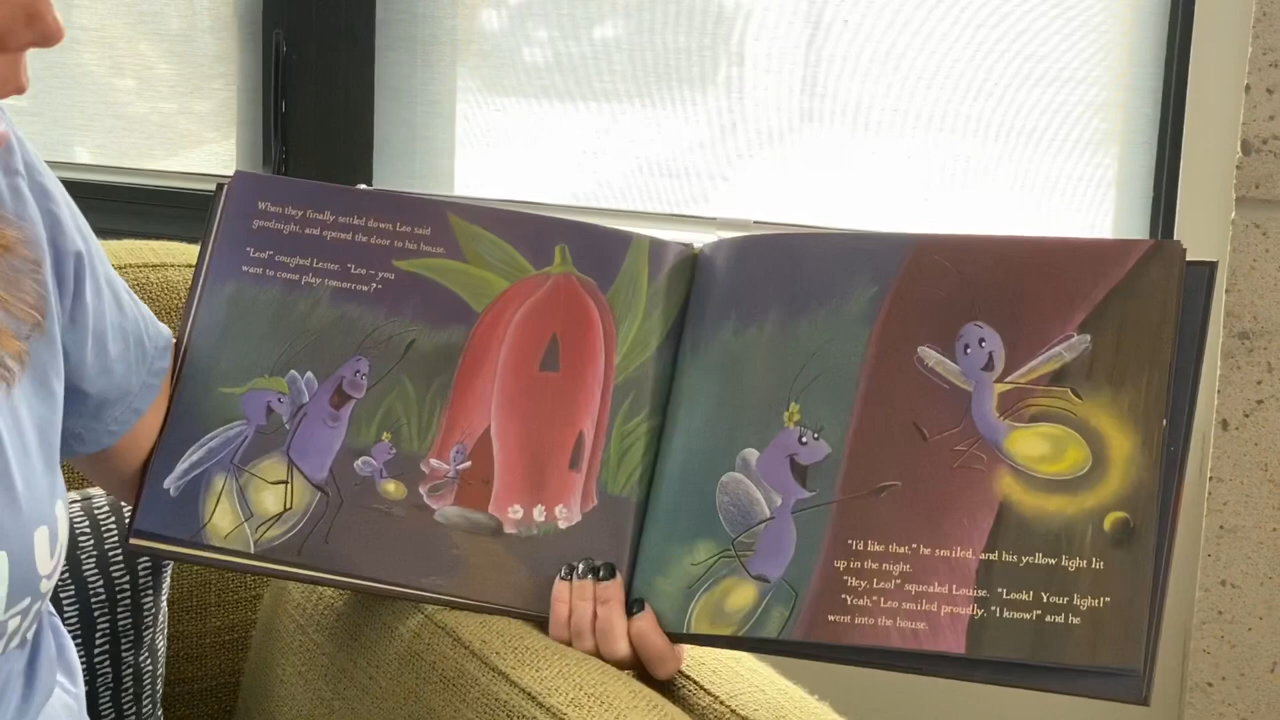 When they finally settled down, Leo said
goodnight, and opened the door to his house.
"Leo!" coughed Lester. "Leo – you
want to come play tomorrow?"
"I'd like that," he smiled, and his yellow light lit
up in the night.
"Hey, Leo!" squealed Louise. "Look! Your light!"
"Yeah," Leo smiled proudly, "I know!" and he
went into the house.